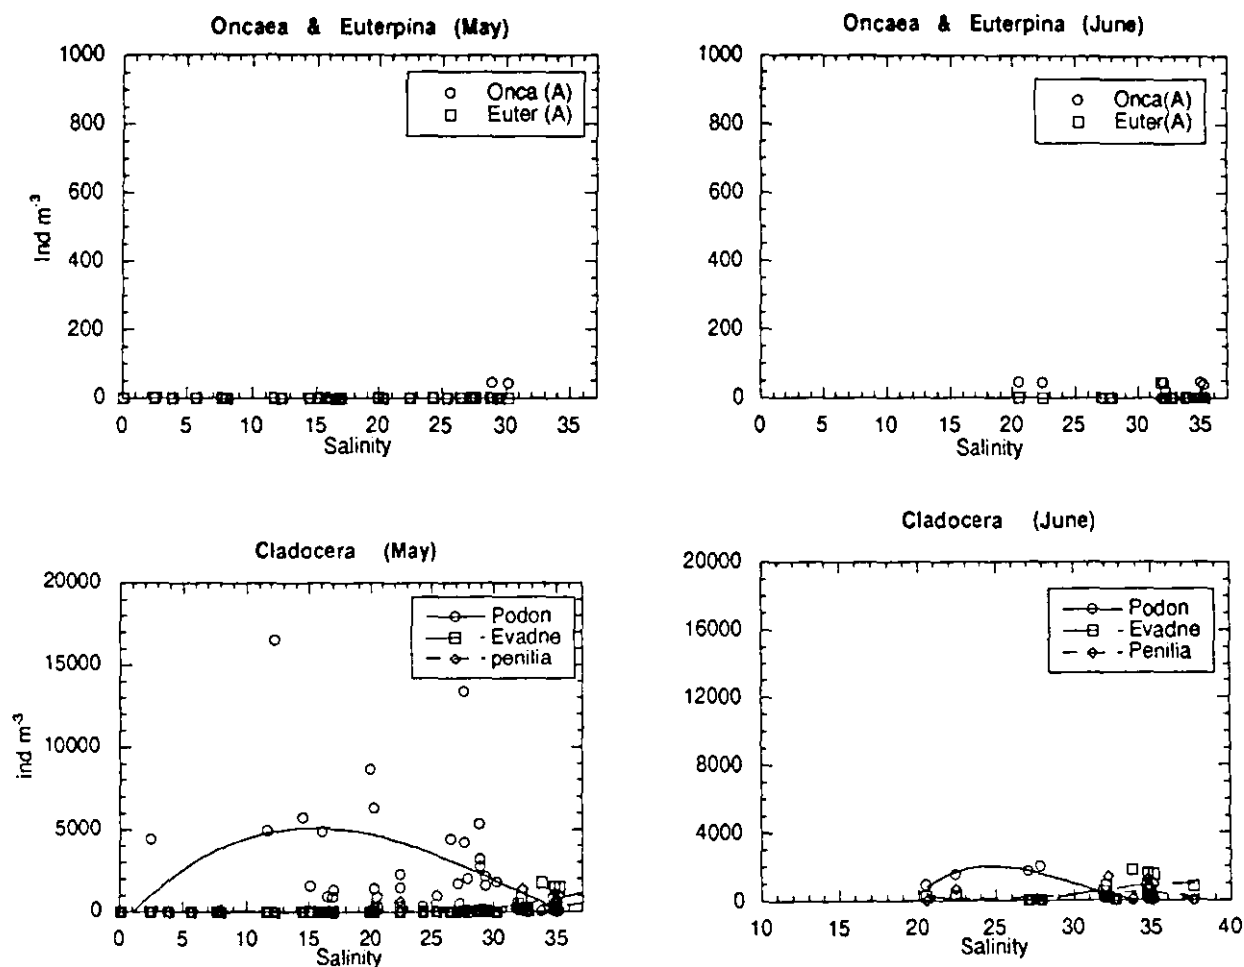 Oncaea & Euterpina (May)
1000
800
600
400
200
0
Ind m-3
Onca (A)
Euter (A)
0 5 10 15 20 25 30 35
Salinity
Oncaea & Euterpina (June)
1000
800
600
400
200
0
Onca(A)
Euter(A)
0 5 10 15 20 25 30 35
Salinity
Cladocera (May)
20000
15000
10000
5000
0
ind m-3
Podon
Evadne
penilia
0 5 10 15 20 25 30 35
Salinity
Cladocera (June)
20000
16000
12000
8000
4000
0
Podon
Evadne
Penilia
10 15 20 25 30 35 40
Salinity